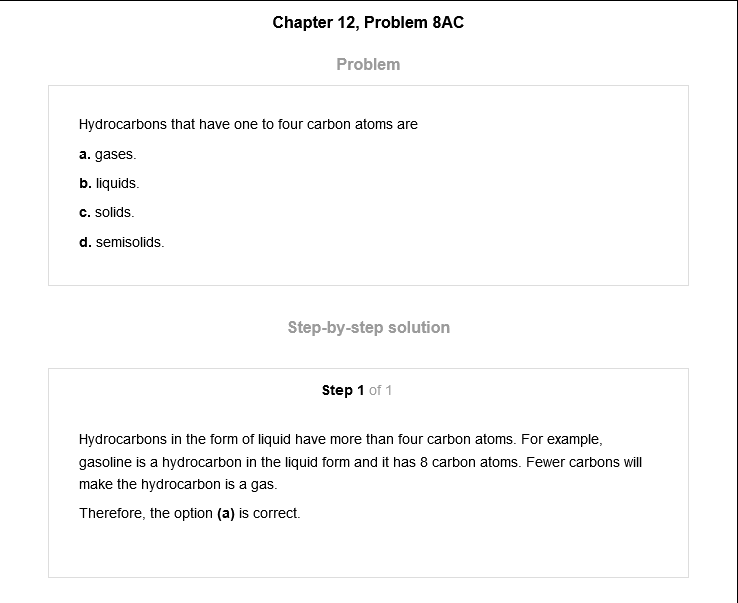 Chapter 12, Problem 8AC
Problem
Hydrocarbons that have one to four carbon atoms are
a. gases.
b. liquids.
c. solids.
d. semisolids.
Step-by-step solution
Step 1 of 1
Hydrocarbons in the form of liquid have more than four carbon atoms. For example,
gasoline is a hydrocarbon in the liquid form and it has 8 carbon atoms. Fewer carbons will
make the hydrocarbon is a gas.
Therefore, the option (a) is correct.